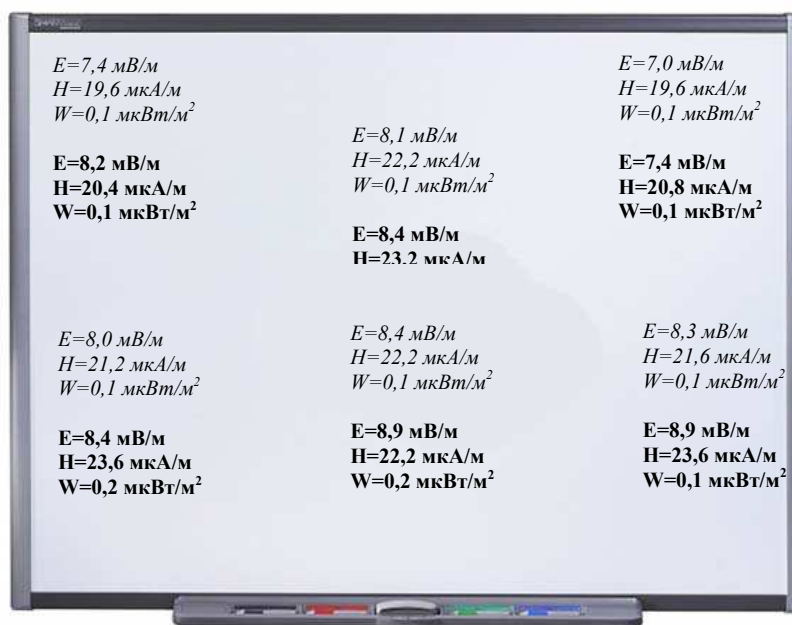 E=7,4 мВ/м
H=19,6 мкА/м
W=0,1 мкВт/м²
E=8,2 мВ/м
H=20,4 мкА/м
W=0,1 мкВт/м²
E=8,1 мВ/м
H=22,2 мкА/м
W=0,1 мкВт/м²
E=8,4 мВ/м
H=23,2 мкА/м
E=7,0 мВ/м
H=19,6 мкА/м
W=0,1 мкВт/м²
E=7,4 мВ/м
H=20,8 мкА/м
W=0,1 мкВт/м²
E=8,0 мВ/м
H=21,2 мкА/м
W=0,1 мкВт/м²
E=8,4 мВ/м
H=23,6 мкА/м
W=0,2 мкВт/м²
E=8,4 мВ/м
H=22,2 мкА/м
W=0,1 мкВт/м²
E=8,9 мВ/м
H=22,2 мкА/м
W=0,2 мкВт/м²
E=8,3 мВ/м
H=21,6 мкА/м
W=0,1 мкВт/м²
E=8,9 мВ/м
H=23,6 мкА/м
W=0,1 мкВт/м²